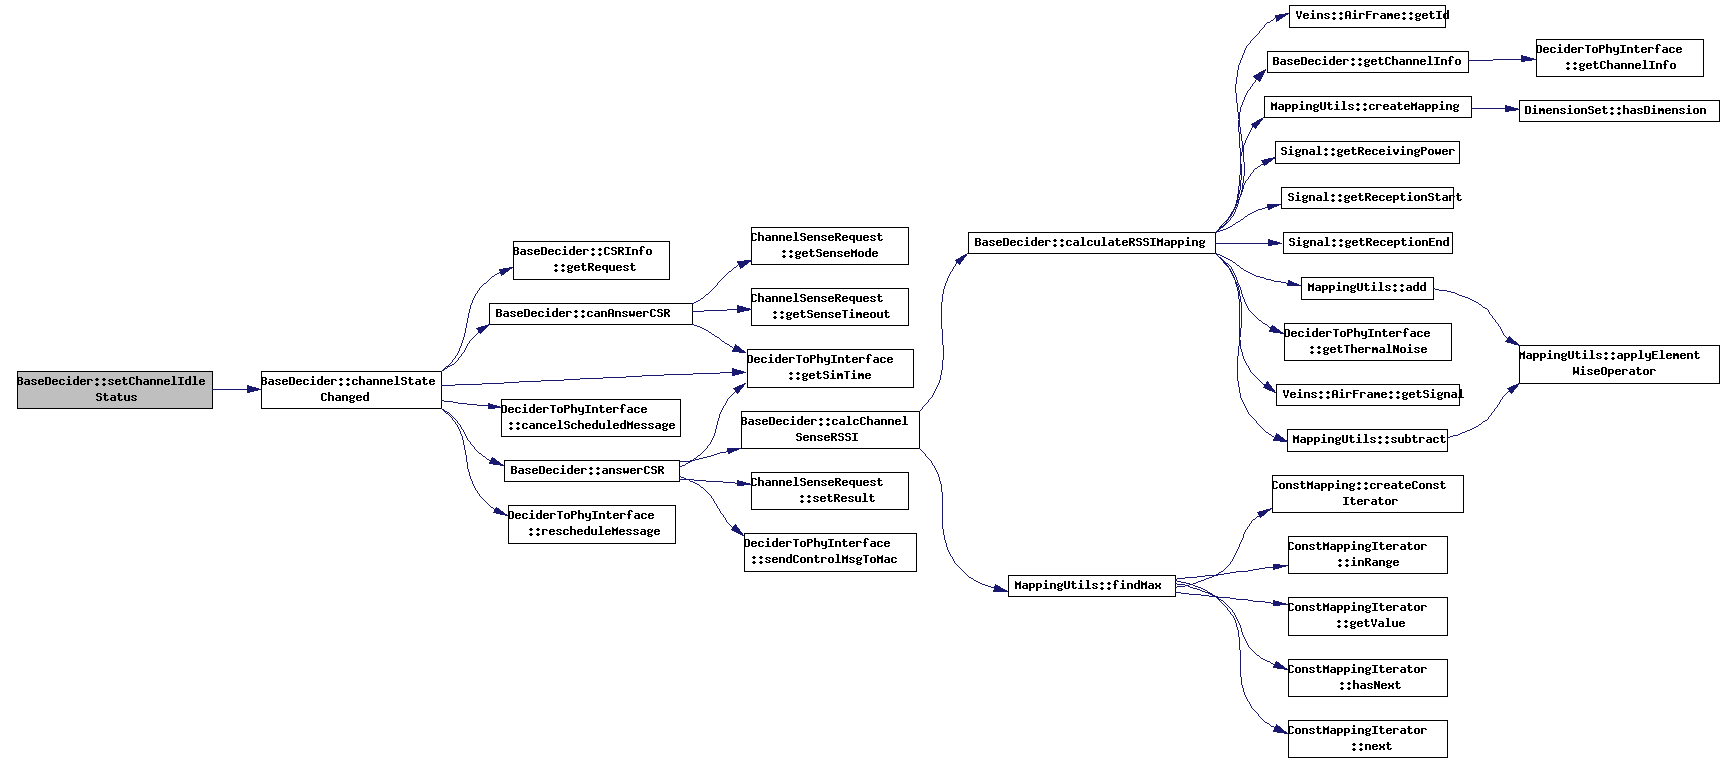 BaseDecider::setChannelIdle
Status
BaseDecider::channelState
Changed
BaseDecider::CSRInfo
::getRequest
BaseDecider::canAnswerCSR
DeciderToPhyInterface
::cancelScheduledMessage
BaseDecider::answerCSR
DeciderToPhyInterface
::rescheduleMessage
ChannelSenseRequest
::getSenseMode
ChannelSenseRequest
::getSenseTimeout
DeciderToPhyInterface
::getSimTime
BaseDecider::calcChannel
SenseRSSI
ChannelSenseRequest
::setResult
DeciderToPhyInterface
::sendControlMsgToMac
BaseDecider::calculateRSSIMapping
MappingUtils::findMax
Veins::AirFrame::getId
BaseDecider::getChannelInfo
MappingUtils::createMapping
Signal::getReceivingPower
Signal::getReceptionStart
Signal::getReceptionEnd
MappingUtils::add
DeciderToPhyInterface
::getThermalNoise
Veins::AirFrame::getSignal
MappingUtils::subtract
ConstMapping::createConst
Iterator
ConstMappingIterator
::inRange
ConstMappingIterator
::getValue
ConstMappingIterator
::hasNext
ConstMappingIterator
::next
DeciderToPhyInterface
::getChannelInfo
DimensionSet::hasDimension
MappingUtils::applyElement
WiseOperator